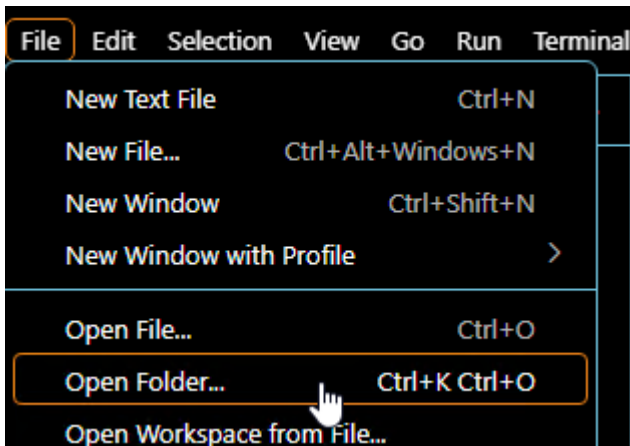 File Edit Selection View Go Run Terminal
New Text File Ctrl+N
New File... Ctrl+Alt+Windows+N
New Window Ctrl+Shift+N
New Window with Profile
Open File... Ctrl+O
Open Folder... Ctrl+K Ctrl+O
Open Workspace from File...